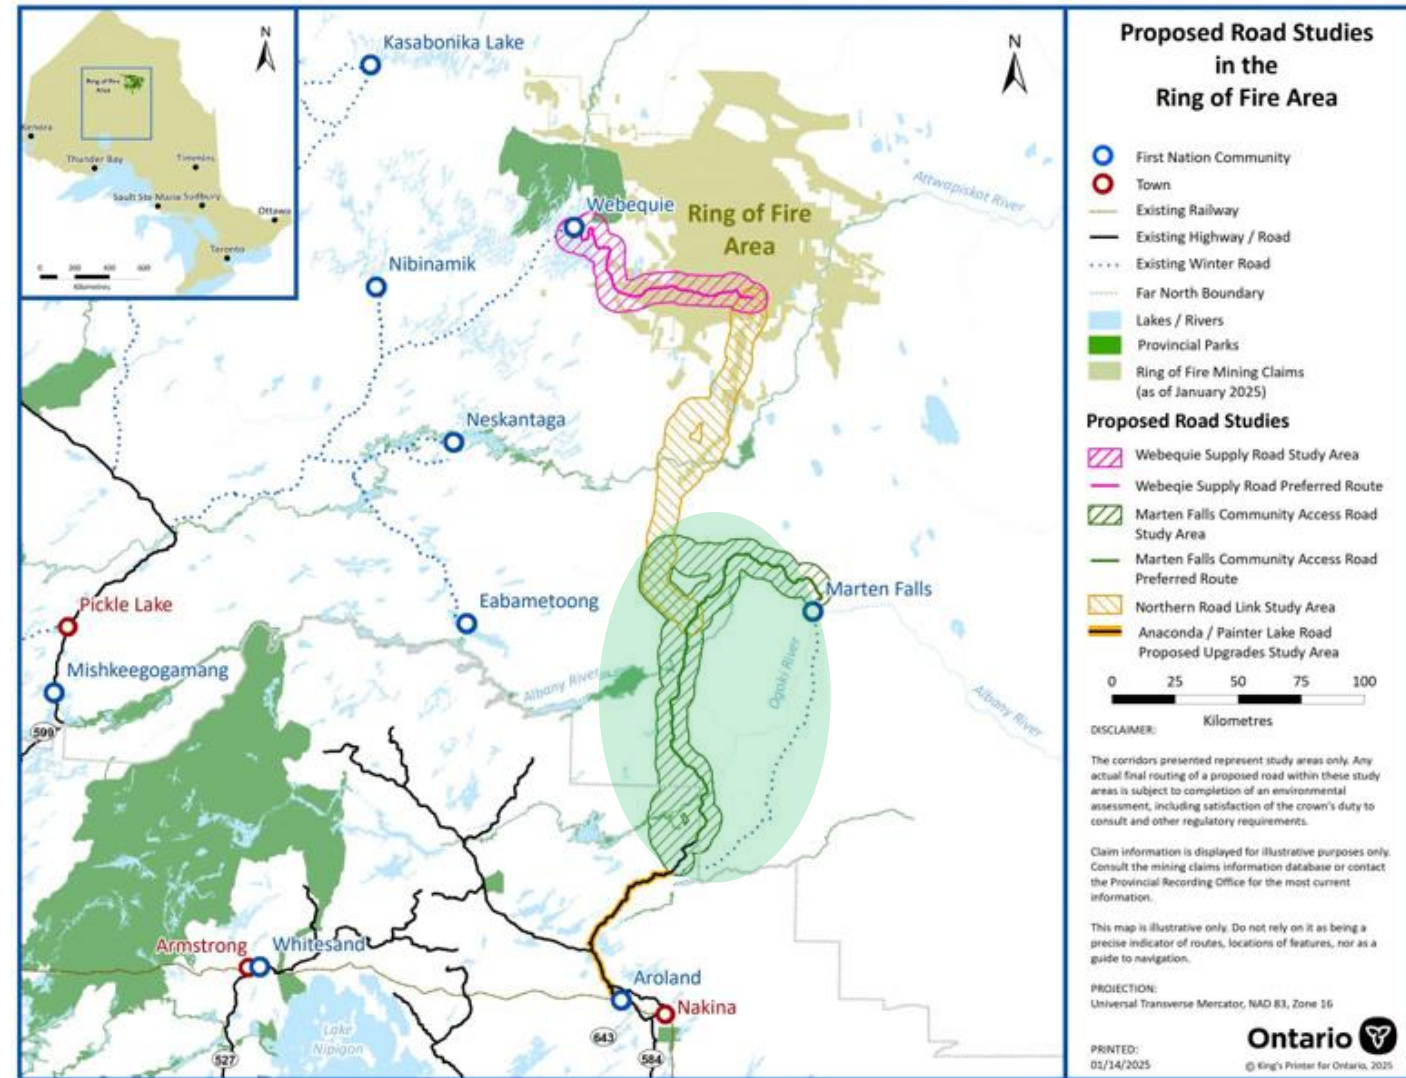 N
Ring of Fire
Area
Kenora
Thunder Bay
Timmins
Sault Ste Marie
Sudbury
Ottawa
Toronto
0 200 400 600
Kilometres
Kasabonika Lake
N
Attwapiskat River
Webequie
Ring of Fire
Area
Nibinamik
Neskantaga
Pickle Lake
Eabametoong
Marten Falls
Mishkeegogamang
Albany River
Ogoki River
Albany River
599
Armstrong
Whitesand
Aroland
Nakina
Lake
Nipigon
643
527
584
Proposed Road Studies
in the
Ring of Fire Area
First Nation Community
Town
Existing Railway
Existing Highway / Road
Existing Winter Road
Far North Boundary
Lakes / Rivers
Provincial Parks
Ring of Fire Mining Claims
(as of January 2025)
Proposed Road Studies
Webequie Supply Road Study Area
Webeqie Supply Road Preferred Route
Marten Falls Community Access Road
Study Area
Marten Falls Community Access Road
Preferred Route
Northern Road Link Study Area
Anaconda / Painter Lake Road
Proposed Upgrades Study Area
0 25 50 75 100
Kilometres
DISCLAIMER:
The corridors presented represent study areas only. Any
actual final routing of a proposed road within these study
areas is subject to completion of an environmental
assessment, including satisfaction of the crown's duty to
consult and other regulatory requirements.
Claim information is displayed for illustrative purposes only.
Consult the mining claims information database or contact
the Provincial Recording Office for the most current
information.
This map is illustrative only. Do not rely on it as being a
precise indicator of routes, locations of features, nor as a
guide to navigation.
PROJECTION:
Universal Transverse Mercator, NAD 83, Zone 16
PRINTED:
01/14/2025
Ontario
© King's Printer for Ontario, 2025